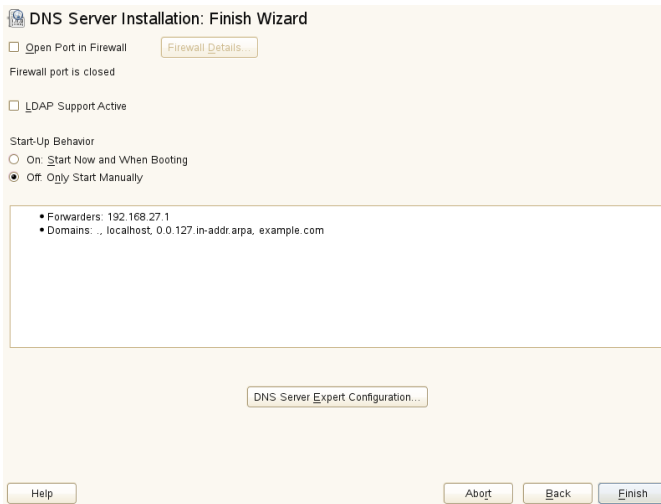 DNS Server Installation: Finish Wizard
Open Port in Firewall Firewall Details...
Firewall port is closed
LDAP Support Active
Start-Up Behavior
On: Start Now and When Booting
Off: Only Start Manually
• Forwarders: 192.168.27.1
• Domains: ., localhost, 0.0.127.in-addr.arpa, example.com
DNS Server Expert Configuration...
Help Abort Back Finish